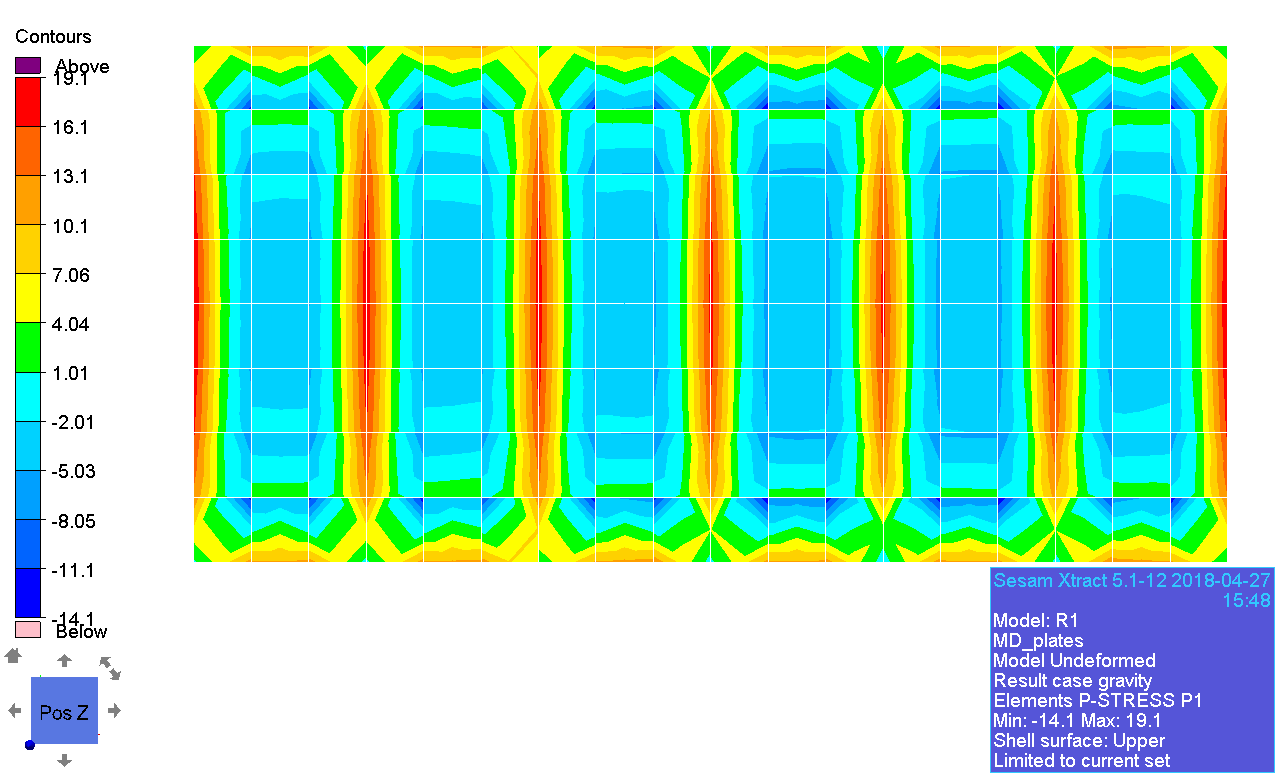 Contours
Above
19.1
16.1
13.1
10.1
7.06
4.04
1.01
-2.01
-5.03
-8.05
-11.1
-14.1
Below
Pos Z
Sesam Xtract 5.1-12 2018-04-27
15:48
Model: R1
MD_plates
Model Undeformed
Result case gravity
Elements P-STRESS P1
Min: -14.1 Max: 19.1
Shell surface: Upper
Limited to current set